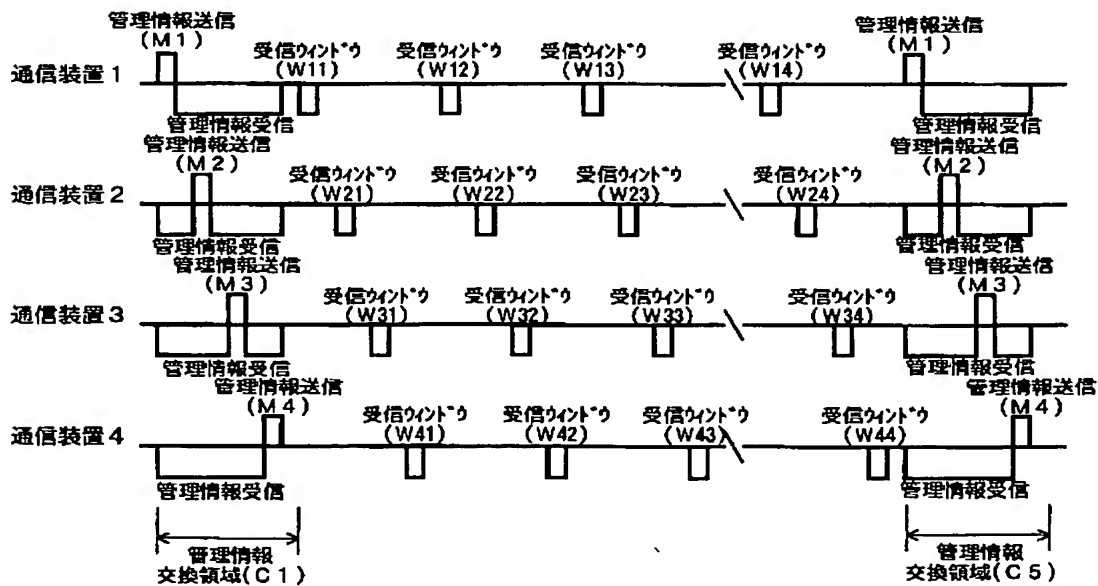 管理情報送信
(M1)
管理情報送信
(M1)
受信ウィンドウ
(W11)
受信ウィンドウ
(W12)
受信ウィンドウ
(W13)
受信ウィンドウ
(W14)
通信装置1
管理情報受信
管理情報受信
管理情報送信
(M2)
管理情報送信
(M2)
受信ウィンドウ
(W21)
受信ウィンドウ
(W22)
受信ウィンドウ
(W23)
受信ウィンドウ
(W24)
通信装置2
管理情報受信
管理情報受信
管理情報送信
(M3)
管理情報送信
(M3)
受信ウィンドウ
(W31)
受信ウィンドウ
(W32)
受信ウィンドウ
(W33)
受信ウィンドウ
(W34)
通信装置3
管理情報受信
管理情報受信
管理情報送信
(M4)
管理情報送信
(M4)
受信ウィンドウ
(W41)
受信ウィンドウ
(W42)
受信ウィンドウ
(W43)
受信ウィンドウ
(W44)
通信装置4
管理情報受信
管理情報受信
管理情報
交換領域(C1)
管理情報
交換領域(C5)